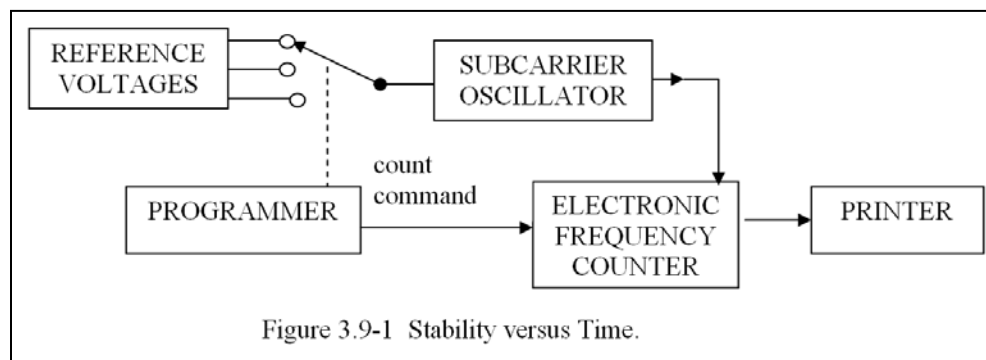 REFERENCE
VOLTAGES
SUBCARRIER
OSCILLATOR
count
command
PROGRAMMER
ELECTRONIC
FREQUENCY
COUNTER
PRINTER
Figure 3.9-1 Stability versus Time.